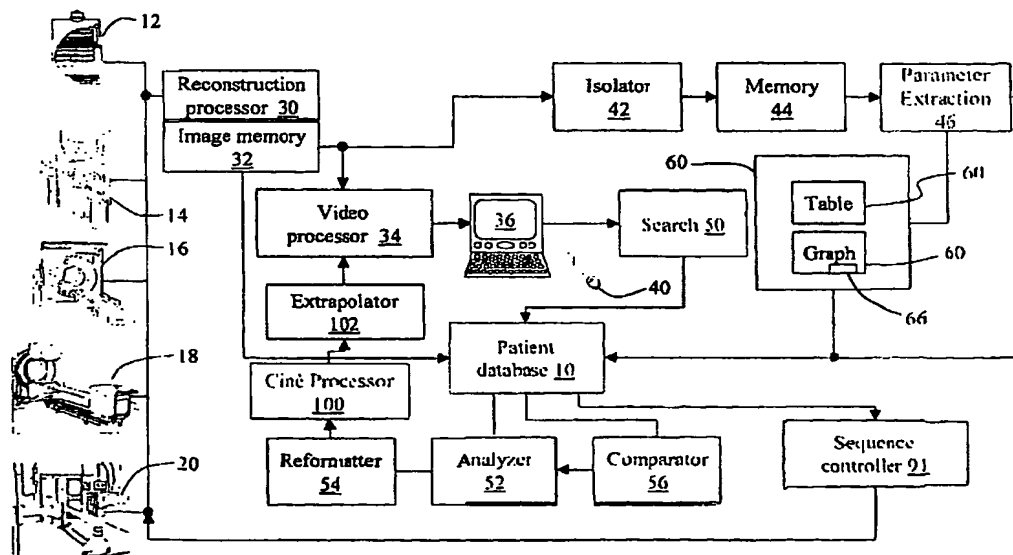 12
Reconstruction
processor 30
Image memory
32
14
16
18
20
Isolator
42
Memory
44
Parameter
Extraction
46
Video
processor 34
36
Search 50
40
60
60
Table
Graph
60
66
Extrapolator
102
Ciné Processor
100
Patient
database 10
Reformatter
54
Analyzer
52
Comparator
56
Sequence
controller 91